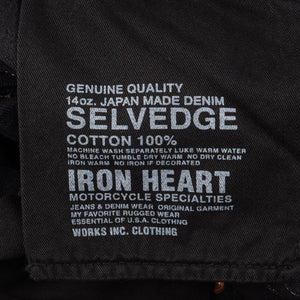 GENUINE QUALITY
14oz. JAPAN MADE DENIM
SELVEDGE
COTTON 100%
MACHINE WASH SEPARATELY LUKE WARM WATER
NO BLEACH TUMBLE DRY WARM NO DRY CLEAN
IRON WARM NO IRON IF DECORATED
IRON HEART
MOTORCYCLE SPECIALTIES
JEANS & DENIM WEAR ORIGINAL GARMENT
MY FAVORITE RUGGED WEAR
ESSENTIAL OF U.S.A. CLOTHING
WORKS INC. CLOTHING